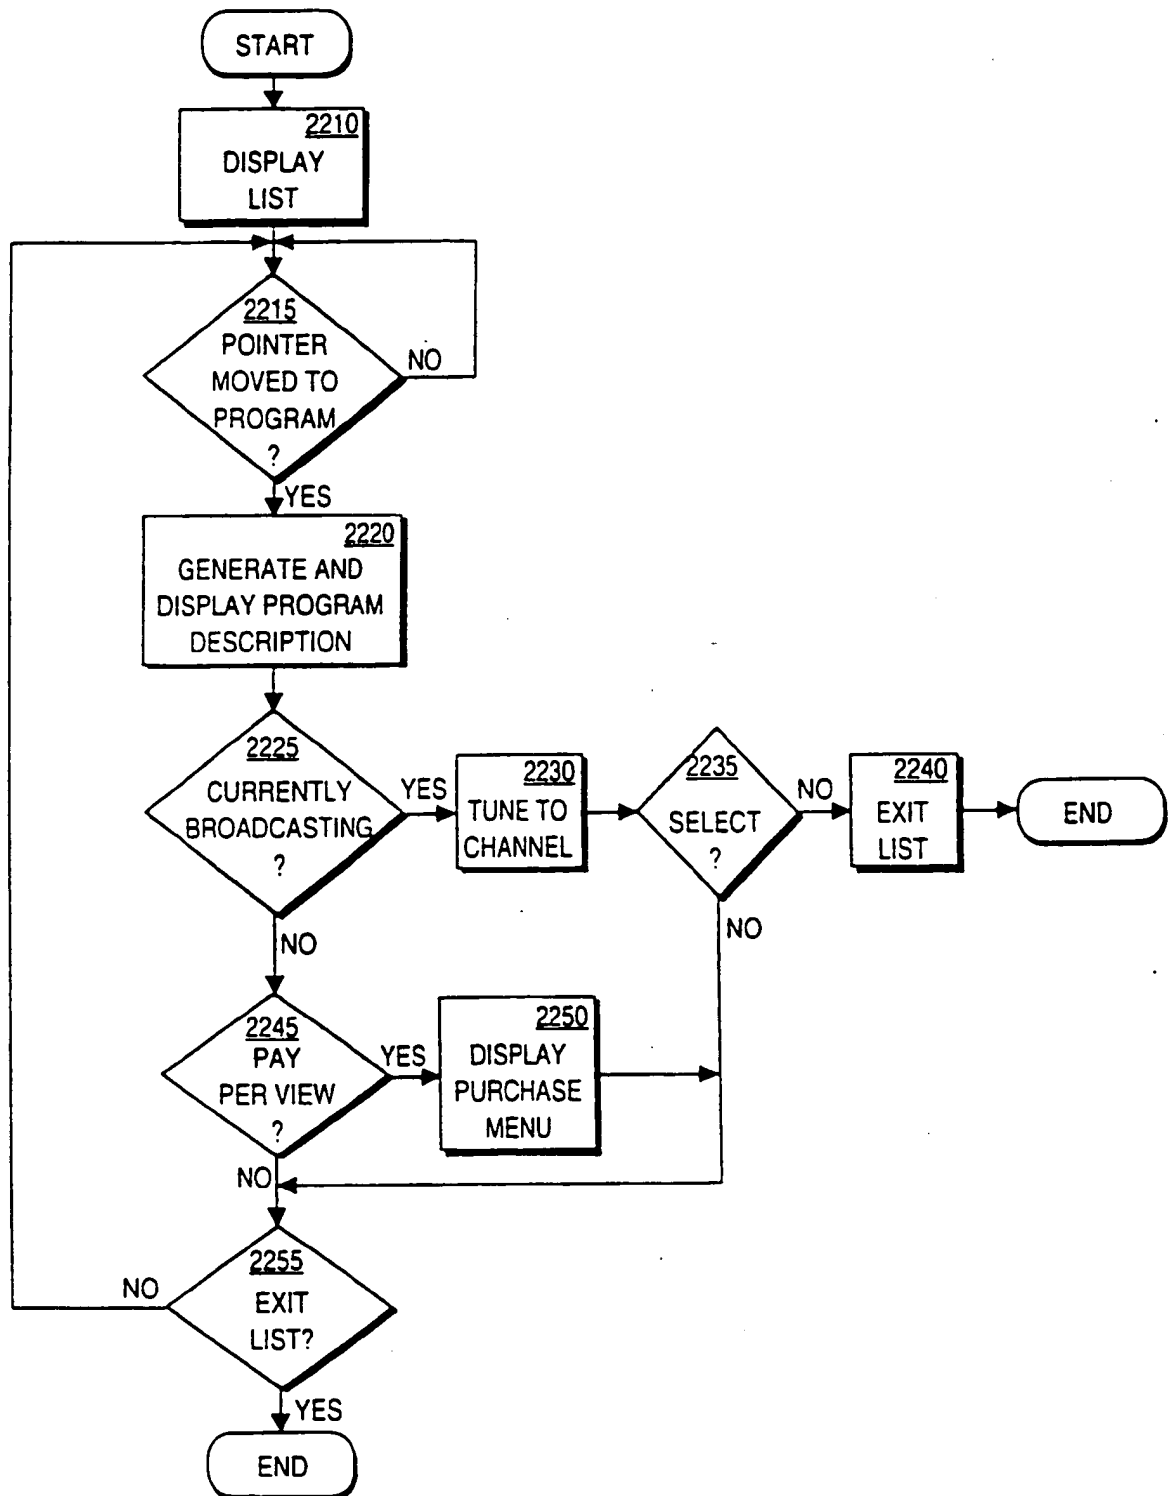 START
2210
DISPLAY
LIST
2215
POINTER
MOVED TO
PROGRAM
?
NO
YES
2220
GENERATE AND
DISPLAY PROGRAM
DESCRIPTION
2225
CURRENTLY
BROADCASTING
?
YES
2230
TUNE TO
CHANNEL
2235
SELECT
?
NO
2240
EXIT
LIST
END
NO
NO
2245
PAY
PER VIEW
?
YES
2250
DISPLAY
PURCHASE
MENU
NO
2255
EXIT
LIST?
NO
YES
END